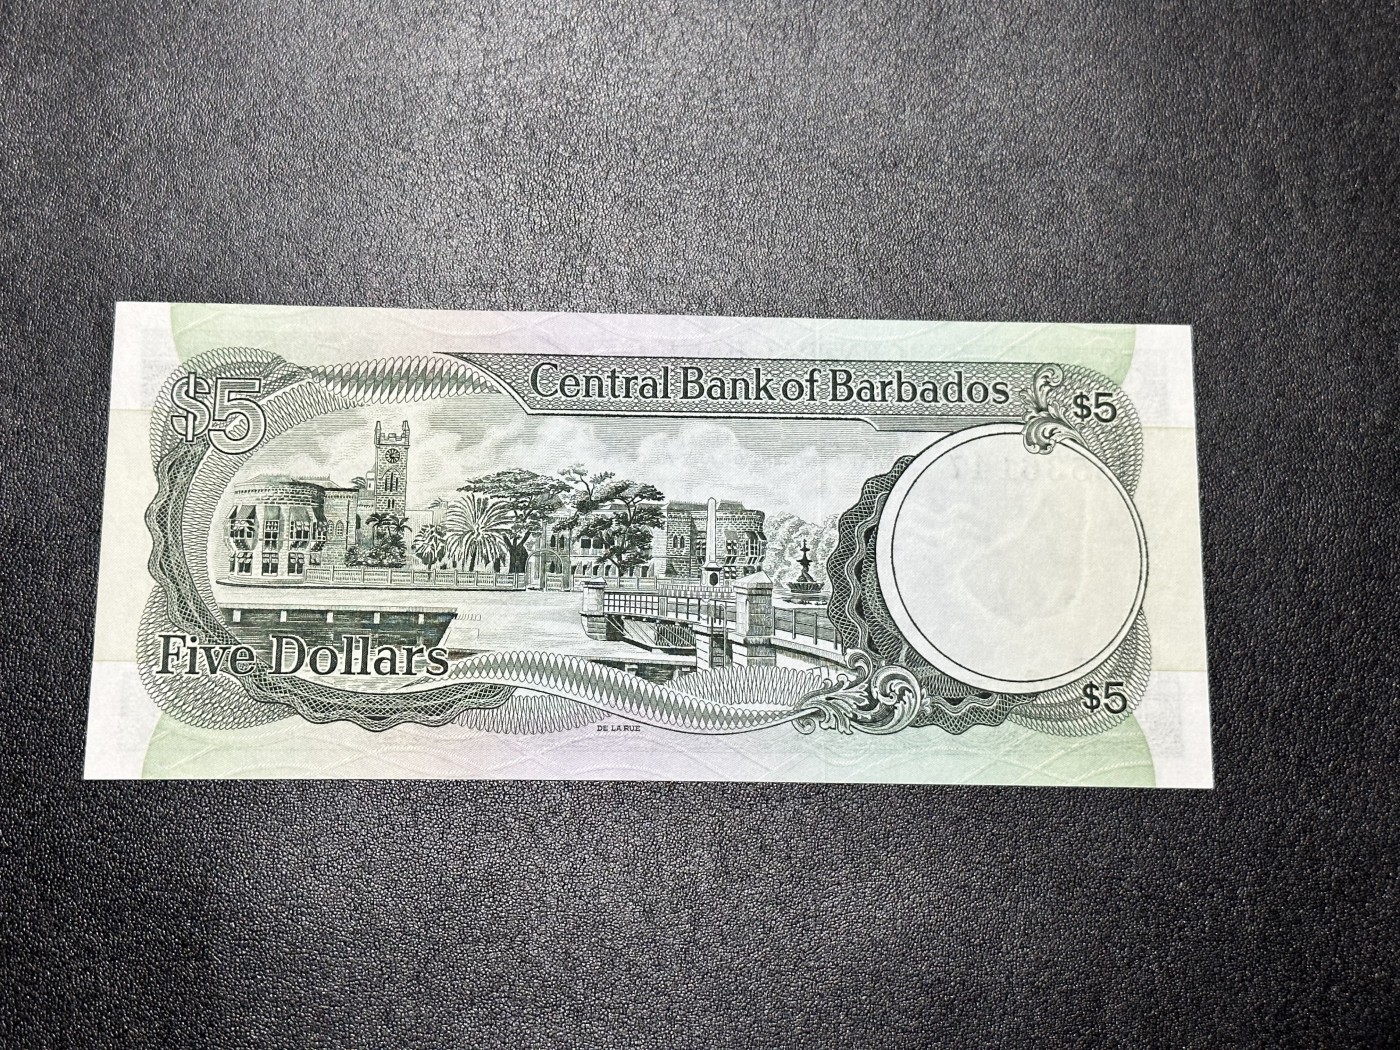 $5
Central Bank of Barbados
$5
Five Dollars
$5
DE LA RUE